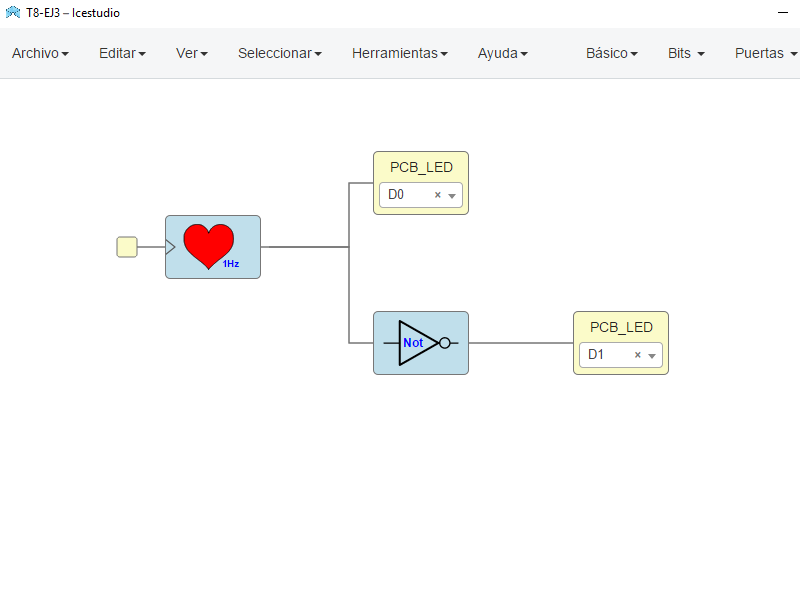 T8-EJ3 – Icestudio
Archivo Editar Ver Seleccionar Herramientas Ayuda Básico Bits Puertas
PCB_LED
D0 ×
1Hz
Not
PCB_LED
D1 ×